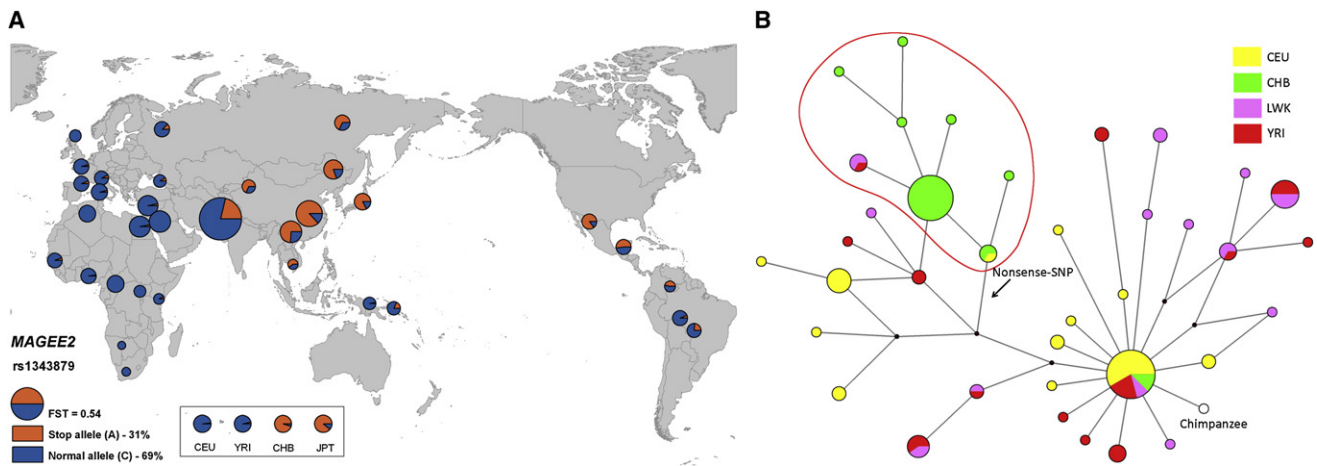 A
MAGEE2
rs1343879
FST = 0.54
Stop allele (A) - 31%
Normal allele (C) - 69%
CEU YRI CHB JPT
B
CEU
CHB
LWK
YRI
Nonsense-SNP
Chimpanzee